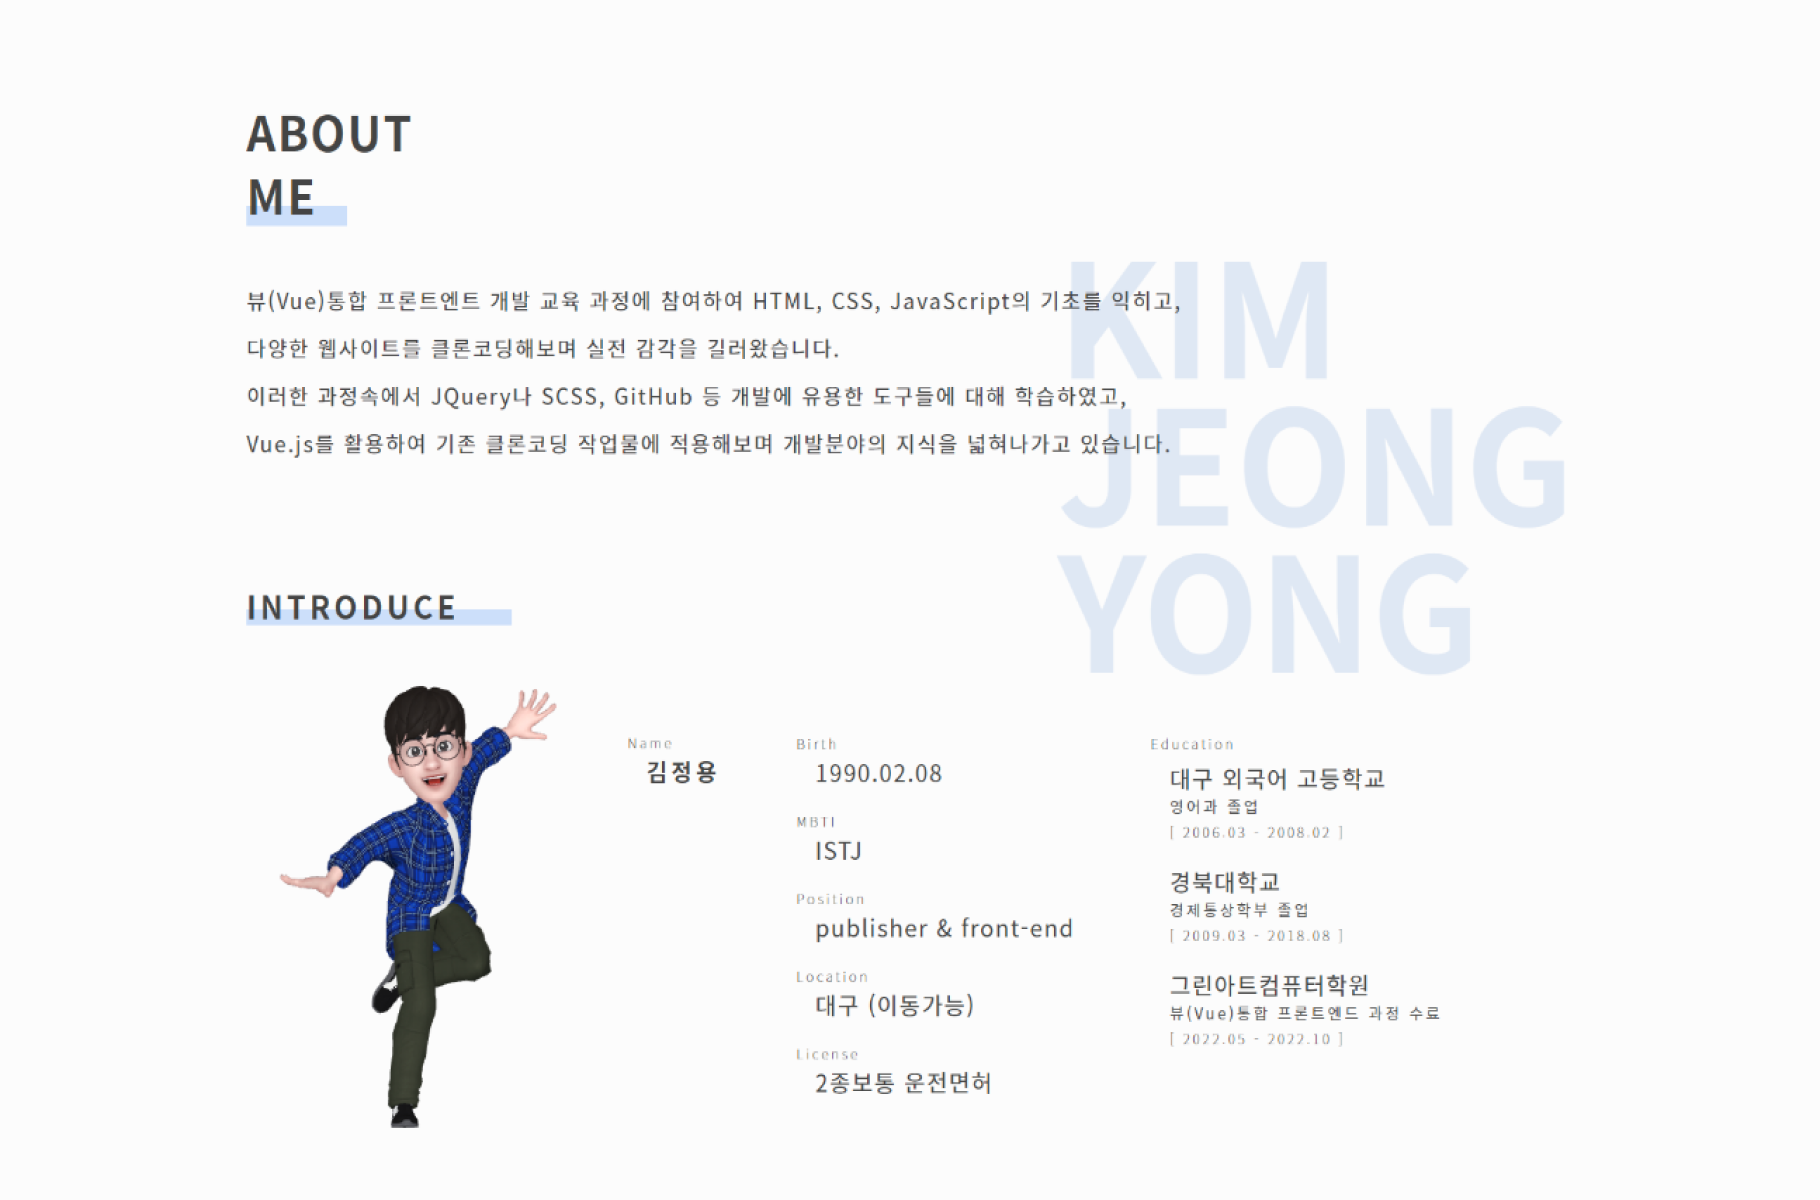 ABOUT
ME
뷰(Vue)통합 프론트엔트 개발 교육 과정에 참여하여 HTML, CSS, JavaScript의 기초를 익히고,
다양한 웹사이트를 클론코딩해보며 실전 감각을 길러왔습니다.
이러한 과정속에서 JQuery나 SCSS, GitHub 등 개발에 유용한 도구들에 대해 학습하였고,
Vue.js를 활용하여 기존 클론코딩 작업물에 적용해보며 개발분야의 지식을 넓혀나가고 있습니다.
KIM
JEONG
YONG
INTRODUCE
Name
김정용
Birth
1990.02.08
MBTI
ISTJ
Position
publisher & front-end
Location
대구 (이동가능)
License
2종보통 운전면허
Education
대구 외국어 고등학교
영어과 졸업
[ 2006.03 - 2008.02 ]
경북대학교
경제통상학부 졸업
[ 2009.03 - 2018.08 ]
그린아트컴퓨터학원
뷰(Vue)통합 프론트엔드 과정 수료
[ 2022.05 - 2022.10 ]